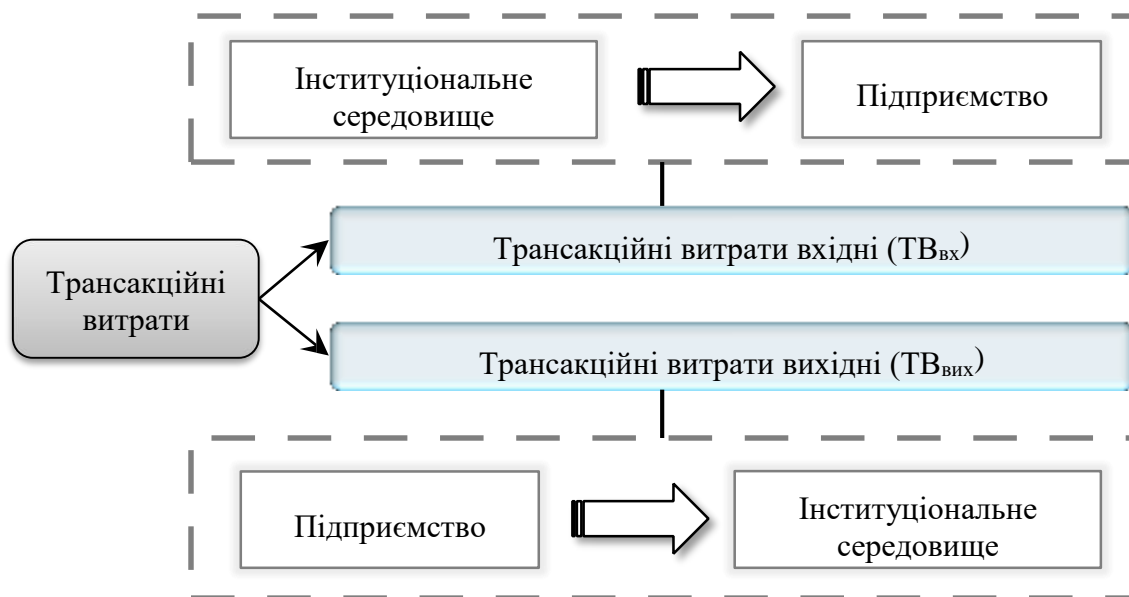 Інституціональне
середовище
Підприємство
Трансакційні витрати вхідні (ТВвх)
Трансакційні
витрати
Трансакційні витрати вихідні (ТВвих)
Підприємство
Інституціональне
середовище